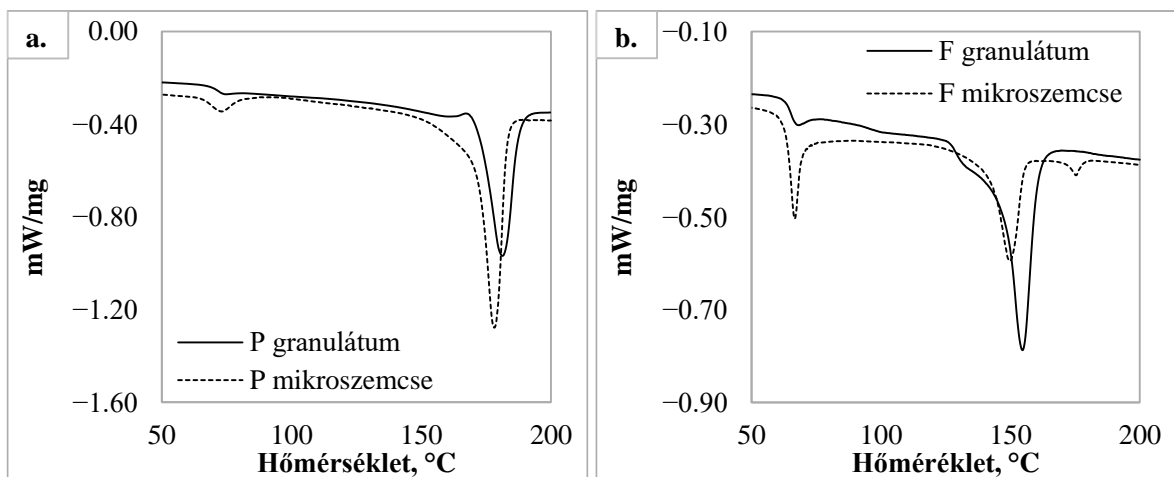 a.
0.00
−0.40
−0.80
−1.20
−1.60
mW/mg
P granulátum
P mikroszemcse
50
100
150
200
Hőmérséklet, °C
b.
−0.10
−0.30
−0.50
−0.70
−0.90
mW/mg
F granulátum
F mikroszemcse
50
100
150
200
Hőméréklet, °C